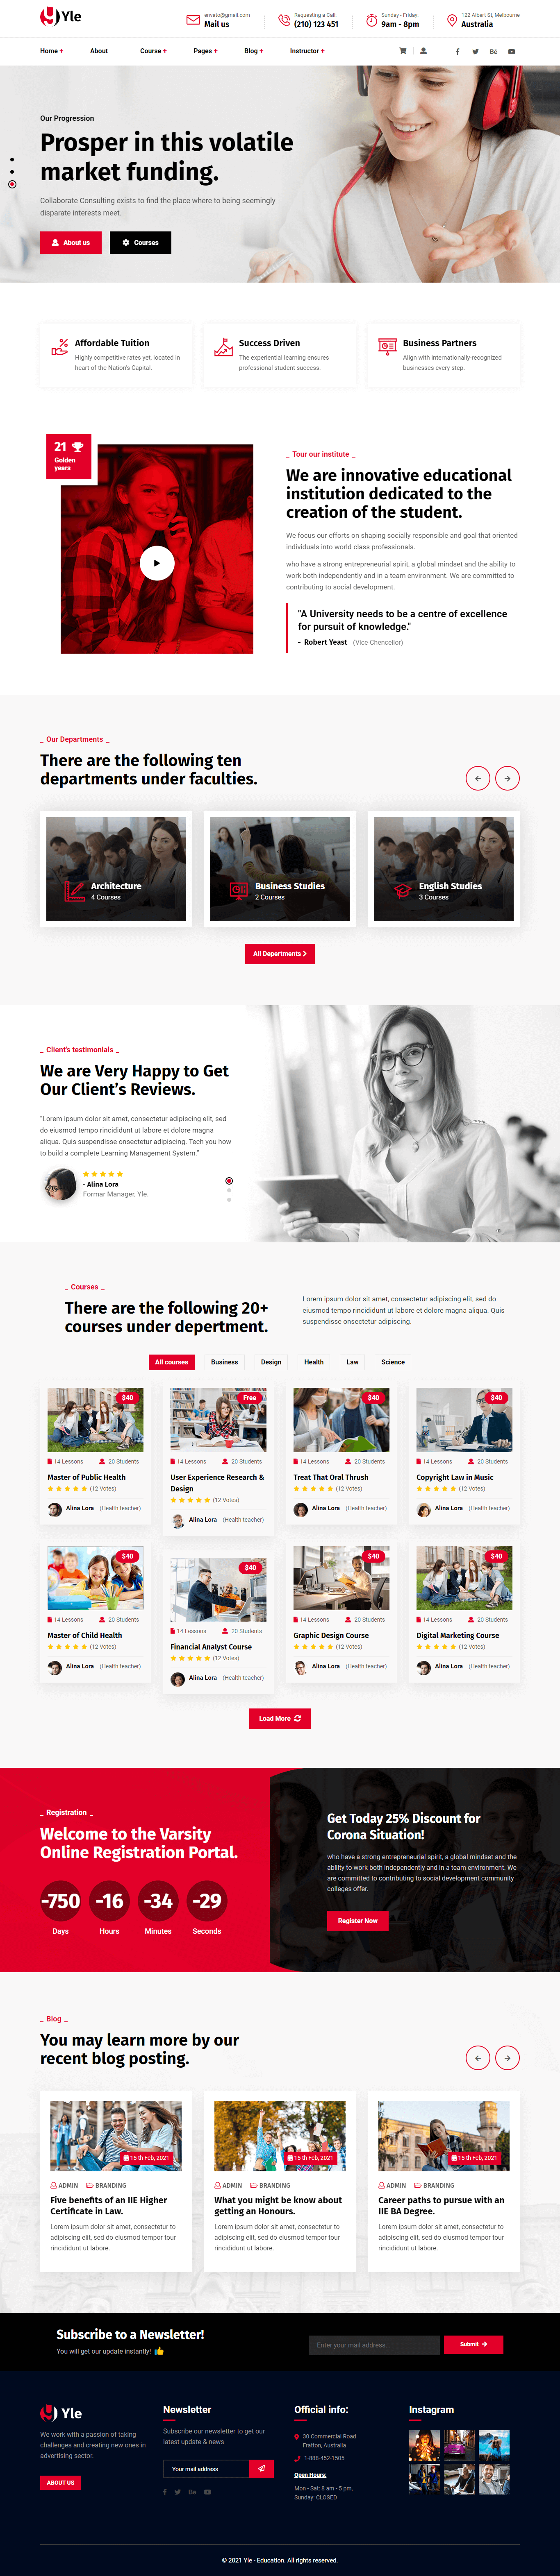 Yle
envato@gmail.com
Mail us
Requesting a Call:
(210) 123 451
Sunday - Friday:
9am - 8pm
122 Albert St, Melbourne
Australia
Home +
About
Course +
Pages +
Blog +
Instructor +
Our Progression
Prosper in this volatile
market funding.
Collaborate Consulting exists to find the place where to being seemingly
disparate interests meet.
About us
Courses
Affordable Tuition
Highly competitive rates yet, located in
heart of the Nation's Capital.
Success Driven
The experiential learning ensures
professional student success.
Business Partners
Align with internationally-recognized
businesses every step.
21
Golden
years
Tour our institute
We are innovative educational
institution dedicated to the
creation of the student.
We focus our efforts on shaping socially responsible and goal that oriented
individuals into world-class professionals.
who have a strong entrepreneurial spirit, a global mindset and the ability to
work both independently and in a team environment. We are committed to
contributing to social development.
"A University needs to be a centre of excellence
for pursuit of knowledge."
- Robert Yeast (Vice-Chencellor)
Our Departments
There are the following ten
departments under faculties.
Architecture
4 Courses
Business Studies
2 Courses
English Studies
3 Courses
All Depertments
Client's testimonials
We are Very Happy to Get
Our Client's Reviews.
"Lorem ipsum dolor sit amet, consectetur adipiscing elit, sed
do eiusmod tempo rincididunt ut labore et dolore magna
aliqua. Quis suspendisse onsectetur adipiscing. Tech you how
to build a complete Learning Management System."
- Alina Lora
Formar Manager, Yle.
Courses
There are the following 20+
courses under depertment.
Lorem ipsum dolor sit amet, consectetur adipiscing elit, sed do
eiusmod tempo rincididunt ut labore et dolore magna aliqua. Quis
suspendisse onsectetur adipiscing.
All courses
Business
Design
Health
Law
Science
$40
14 Lessons
20 Students
Master of Public Health
(12 Votes)
Alina Lora (Health teacher)
Free
14 Lessons
20 Students
User Experience Research &
Design
(12 Votes)
Alina Lora (Health teacher)
$40
14 Lessons
20 Students
Treat That Oral Thrush
(12 Votes)
Alina Lora (Health teacher)
$40
14 Lessons
20 Students
Copyright Law in Music
(12 Votes)
Alina Lora (Health teacher)
$40
14 Lessons
20 Students
Master of Child Health
(12 Votes)
Alina Lora (Health teacher)
$40
14 Lessons
20 Students
Financial Analyst Course
(12 Votes)
Alina Lora (Health teacher)
$40
14 Lessons
20 Students
Graphic Design Course
(12 Votes)
Alina Lora (Health teacher)
$40
14 Lessons
20 Students
Digital Marketing Course
(12 Votes)
Alina Lora (Health teacher)
Load More
Registration
Welcome to the Varsity
Online Registration Portal.
-750
Days
-16
Hours
-34
Minutes
-29
Seconds
Get Today 25% Discount for
Corona Situation!
who have a strong entrepreneurial spirit, a global mindset and the
ability to work both independently and in a team environment. We
are committed to contributing to social development community
colleges offer.
Register Now
Blog
You may learn more by our
recent blog posting.
15 th Feb, 2021
ADMIN
BRANDING
Five benefits of an IIE Higher
Certificate in Law.
Lorem ipsum dolor sit amet, consectetur to
adipiscing elit, sed do eiusmod tempor tour
rincididunt ut labore.
15 th Feb, 2021
ADMIN
BRANDING
What you might be know about
getting an Honours.
Lorem ipsum dolor sit amet, consectetur to
adipiscing elit, sed do eiusmod tempor tour
rincididunt ut labore.
15 th Feb, 2021
ADMIN
BRANDING
Career paths to pursue with an
IIE BA Degree.
Lorem ipsum dolor sit amet, consectetur to
adipiscing elit, sed do eiusmod tempor tour
rincididunt ut labore.
Subscribe to a Newsletter!
You will get our update instantly!
Enter your mail address...
Submit
Yle
We work with a passion of taking
challenges and creating new ones in
advertising sector.
ABOUT US
Newsletter
Subscribe our newsletter to get our
latest update & news
Your mail address
Official info:
30 Commercial Road
Fratton, Australia
1-888-452-1505
Open Hours:
Mon - Sat: 8 am - 5 pm,
Sunday: CLOSED
Instagram
© 2021 Yle - Education. All rights reserved.